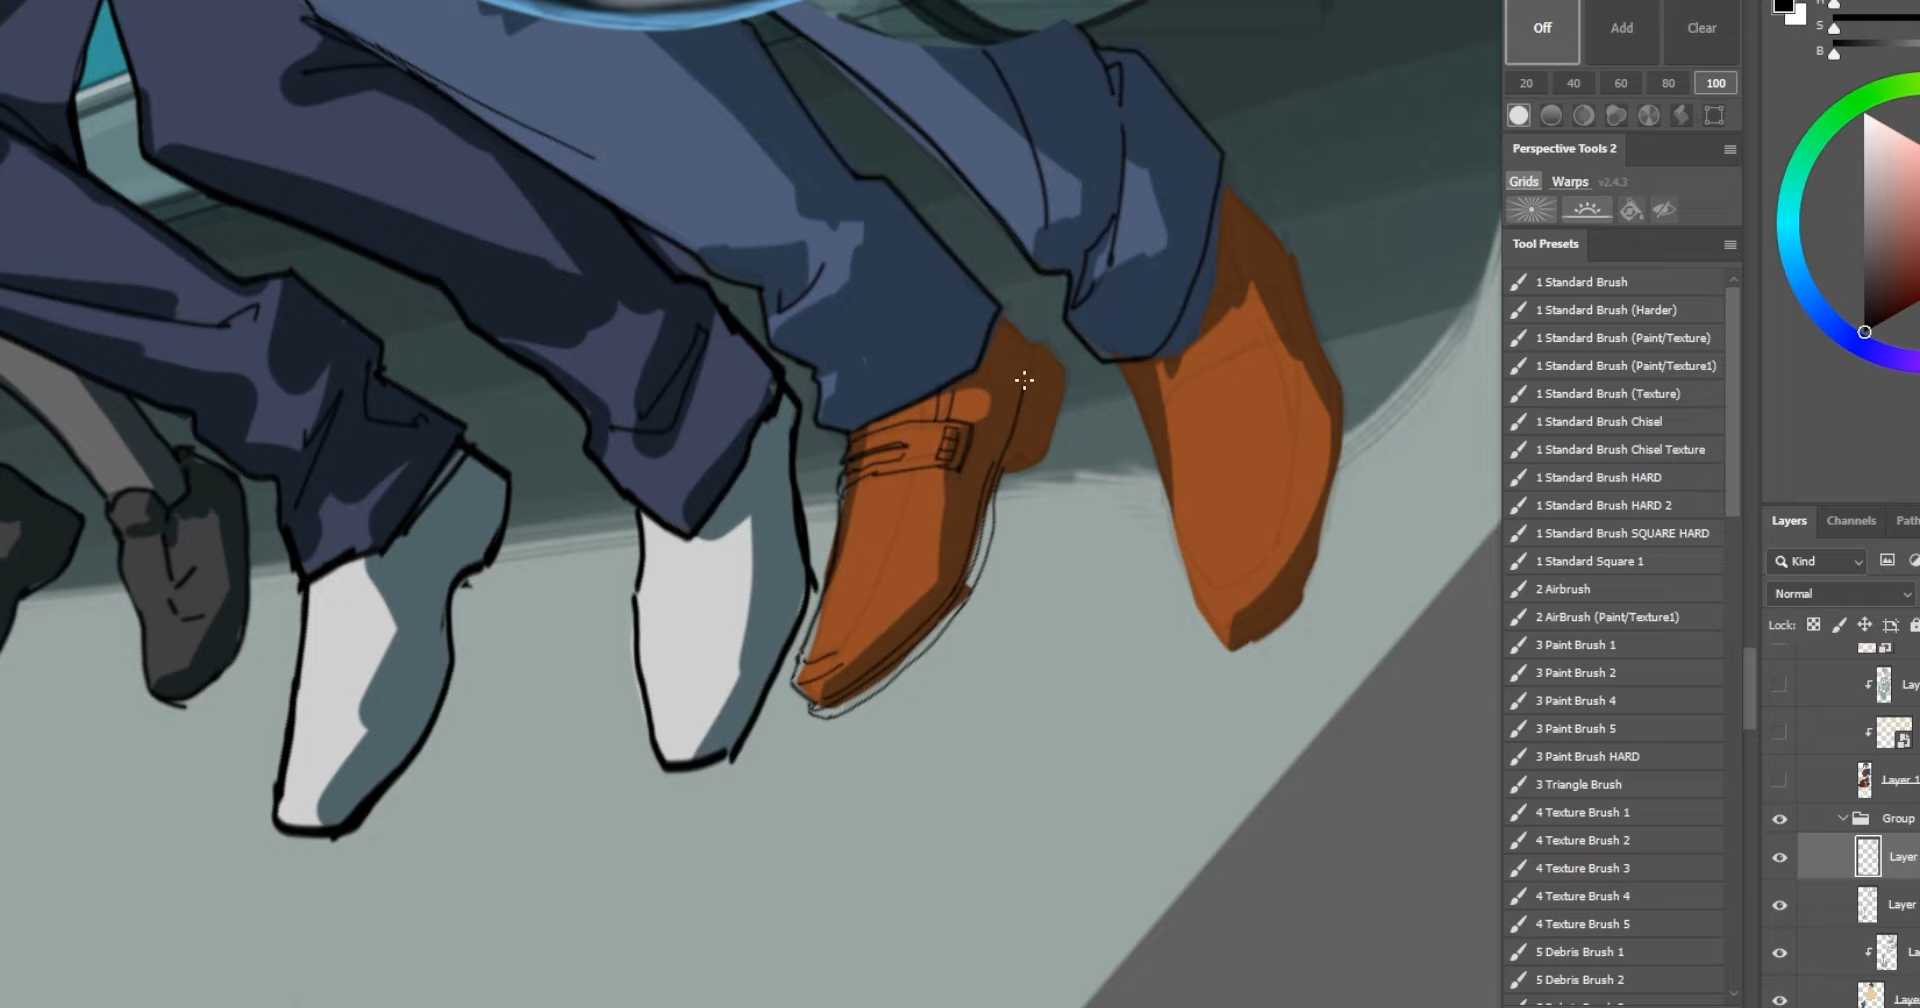 Off Add Clear
S
B
20 40 60 80 100
Perspective Tools 2
Grids Warps v2.4.3
Tool Presets
1 Standard Brush
1 Standard Brush (Harder)
1 Standard Brush (Paint/Texture)
1 Standard Brush (Paint/Texture1)
1 Standard Brush (Texture)
1 Standard Brush Chisel
1 Standard Brush Chisel Texture
1 Standard Brush HARD
1 Standard Brush HARD 2
1 Standard Brush SQUARE HARD
1 Standard Square 1
2 Airbrush
2 AirBrush (Paint/Texture1)
3 Paint Brush 1
3 Paint Brush 2
3 Paint Brush 4
3 Paint Brush 5
3 Paint Brush HARD
3 Triangle Brush
4 Texture Brush 1
4 Texture Brush 2
4 Texture Brush 3
4 Texture Brush 4
4 Texture Brush 5
5 Debris Brush 1
5 Debris Brush 2
Layers Channels Path
Kind
Normal
Lock:
Lay
Layer 1
Group
Layer
Layer
La
Layer